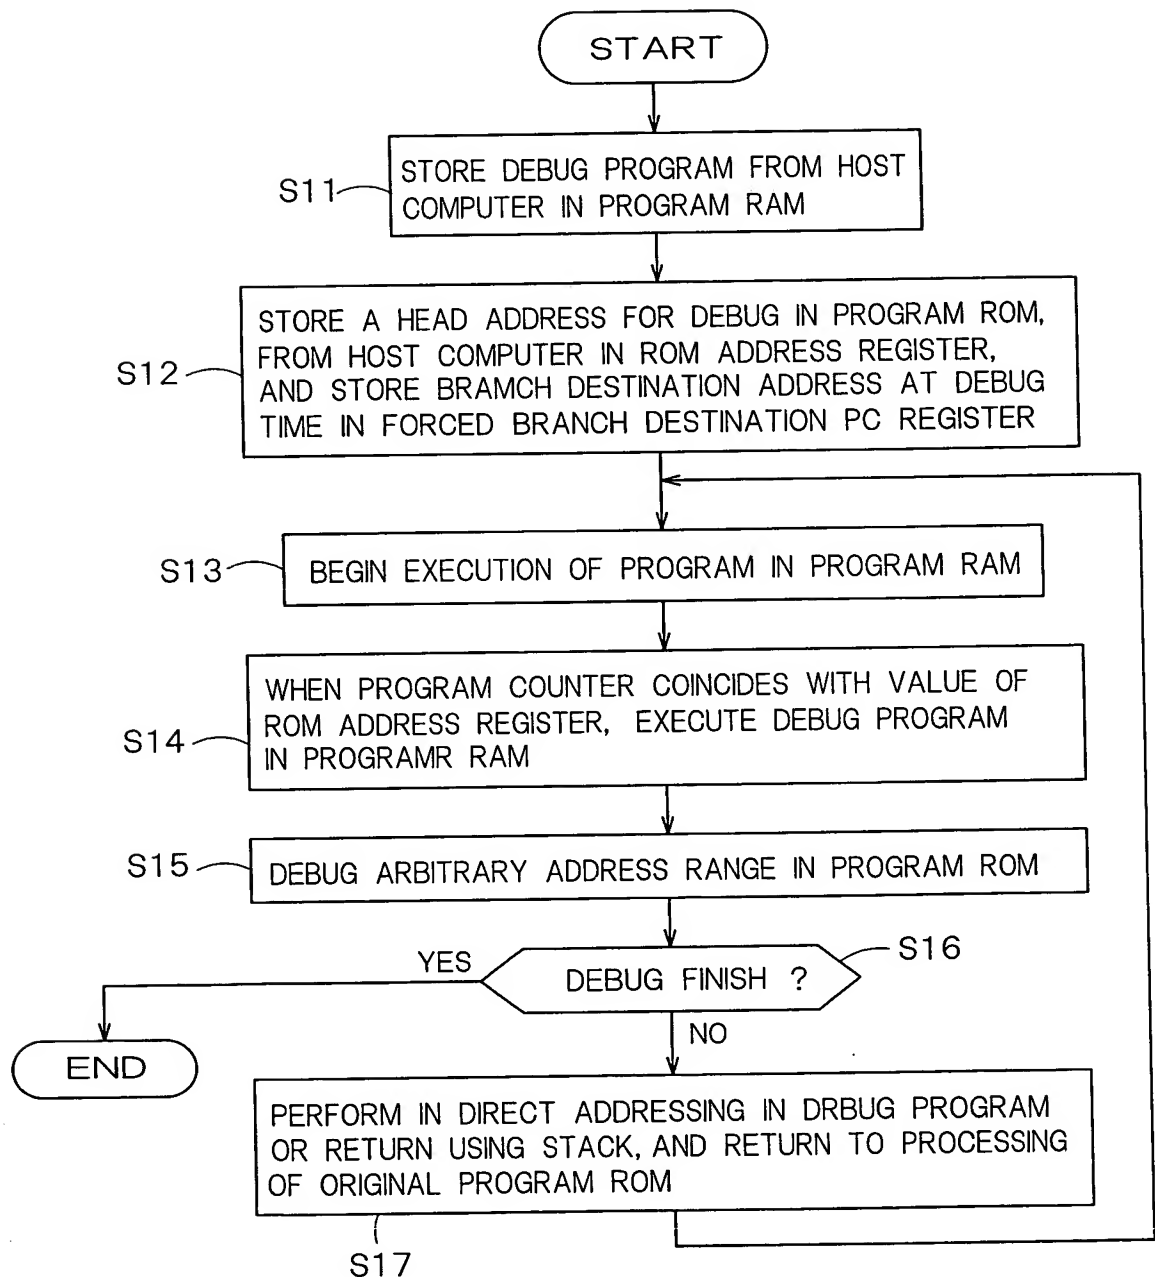 START
S11
STORE DEBUG PROGRAM FROM HOST
COMPUTER IN PROGRAM RAM
S12
STORE A HEAD ADDRESS FOR DEBUG IN PROGRAM ROM,
FROM HOST COMPUTER IN ROM ADDRESS REGISTER,
AND STORE BRAMCH DESTINATION ADDRESS AT DEBUG
TIME IN FORCED BRANCH DESTINATION PC REGISTER
S13
BEGIN EXECUTION OF PROGRAM IN PROGRAM RAM
S14
WHEN PROGRAM COUNTER COINCIDES WITH VALUE OF
ROM ADDRESS REGISTER, EXECUTE DEBUG PROGRAM
IN PROGRAMR RAM
S15
DEBUG ARBITRARY ADDRESS RANGE IN PROGRAM ROM
S16
YES
DEBUG FINISH ?
NO
END
PERFORM IN DIRECT ADDRESSING IN DRBUG PROGRAM
OR RETURN USING STACK, AND RETURN TO PROCESSING
OF ORIGINAL PROGRAM ROM
S17